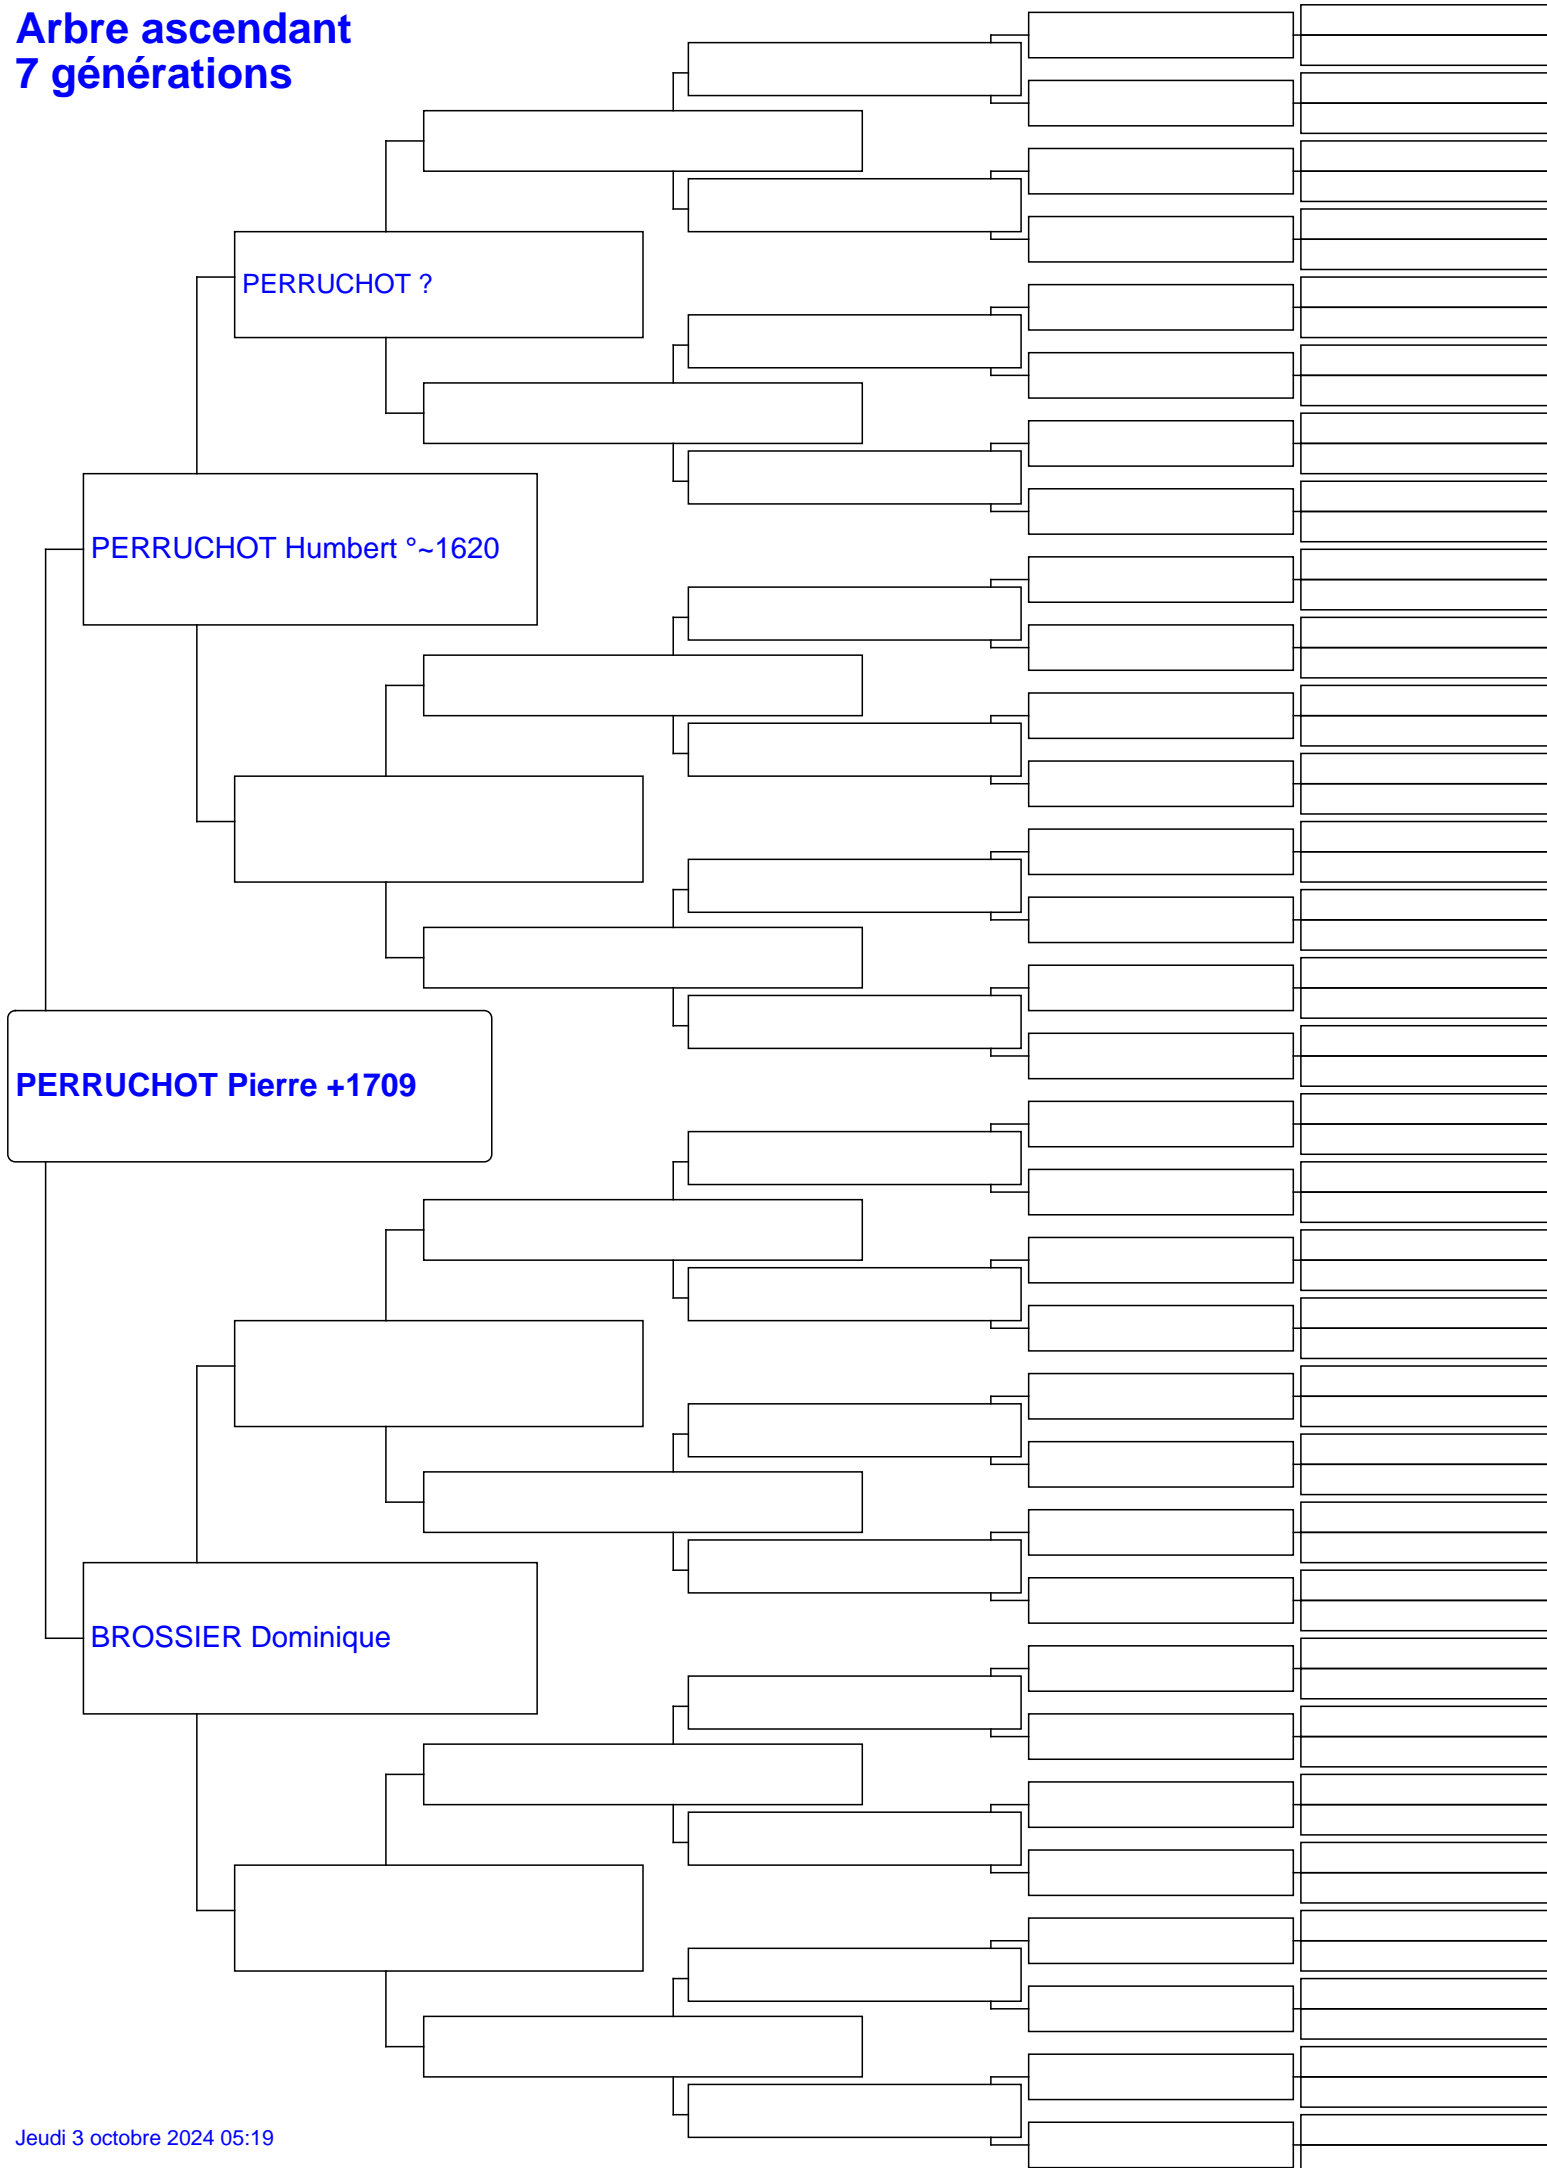 Arbre ascendant
7 générations
PERRUCHOT ?
PERRUCHOT Humbert °~1620
PERRUCHOT Pierre +1709
BROSSIER Dominique
Jeudi 3 octobre 2024 05:19